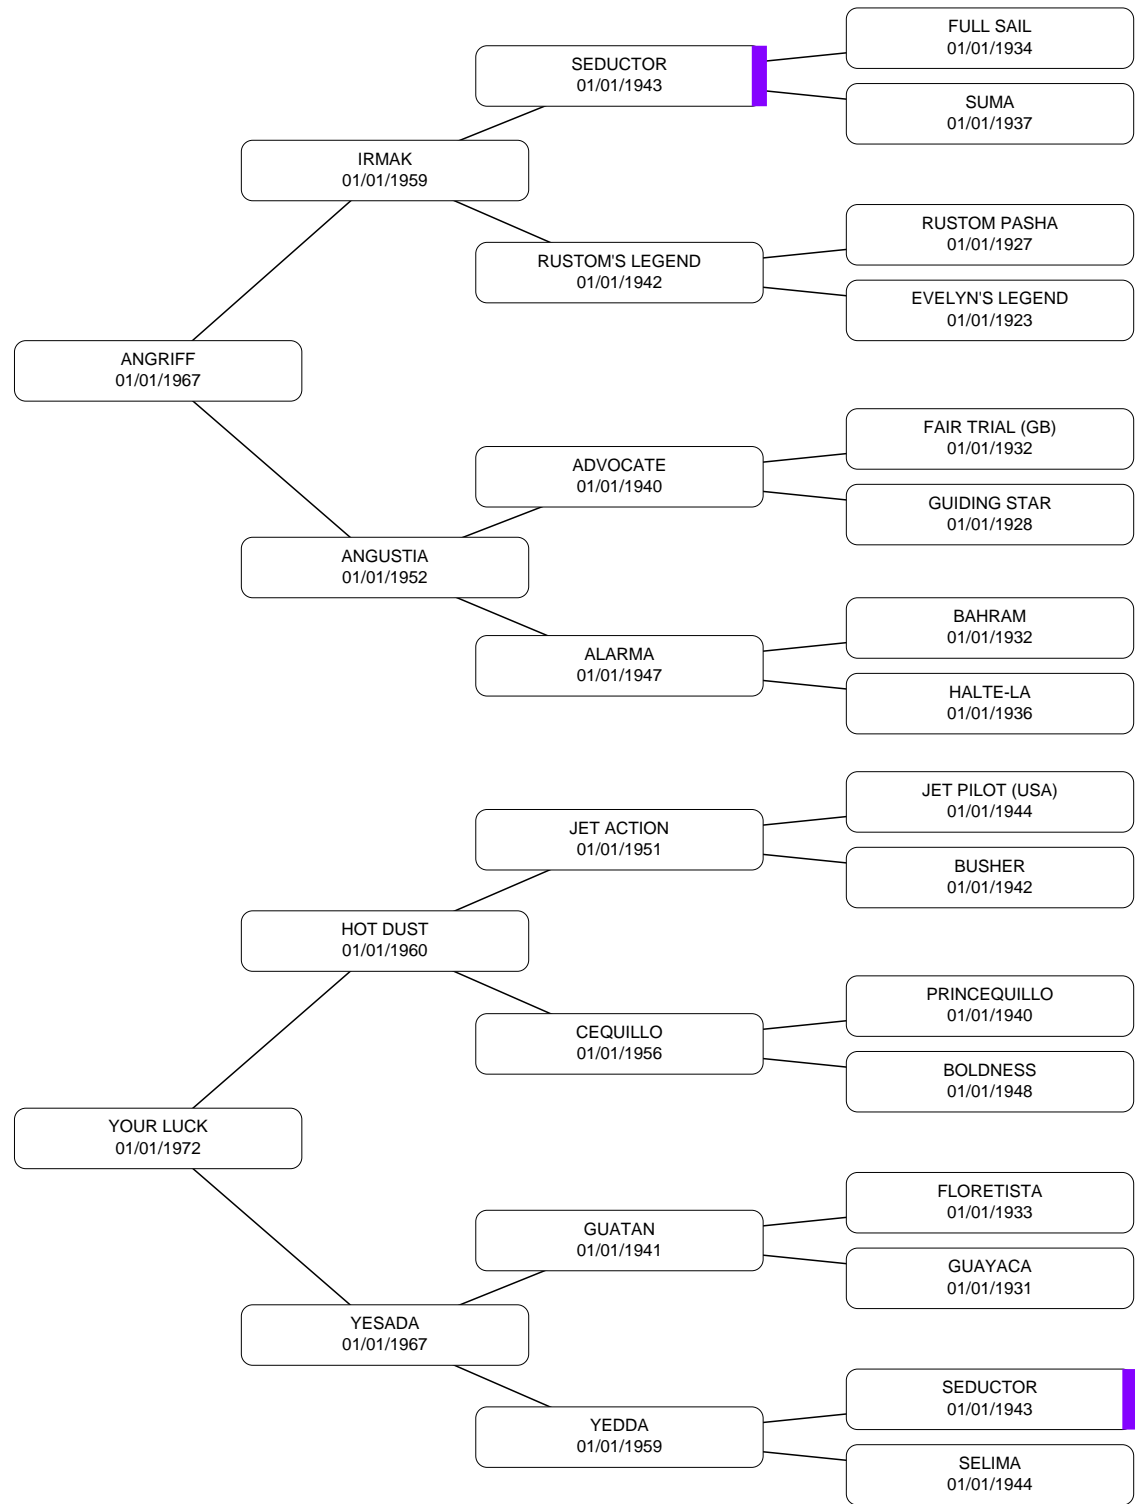 FULL SAIL
01/01/1934
SEDUCTOR
01/01/1943
SUMA
01/01/1937
IRMAK
01/01/1959
RUSTOM PASHA
01/01/1927
RUSTOM'S LEGEND
01/01/1942
EVELYN'S LEGEND
01/01/1923
ANGRIFF
01/01/1967
FAIR TRIAL (GB)
01/01/1932
ADVOCATE
01/01/1940
GUIDING STAR
01/01/1928
ANGUSTIA
01/01/1952
BAHRAM
01/01/1932
ALARMA
01/01/1947
HALTE-LA
01/01/1936
JET PILOT (USA)
01/01/1944
JET ACTION
01/01/1951
BUSHER
01/01/1942
HOT DUST
01/01/1960
PRINCEQUILLO
01/01/1940
CEQUILLO
01/01/1956
BOLDNESS
01/01/1948
YOUR LUCK
01/01/1972
FLORETISTA
01/01/1933
GUATAN
01/01/1941
GUAYACA
01/01/1931
YESADA
01/01/1967
SEDUCTOR
01/01/1943
YEDDA
01/01/1959
SELIMA
01/01/1944